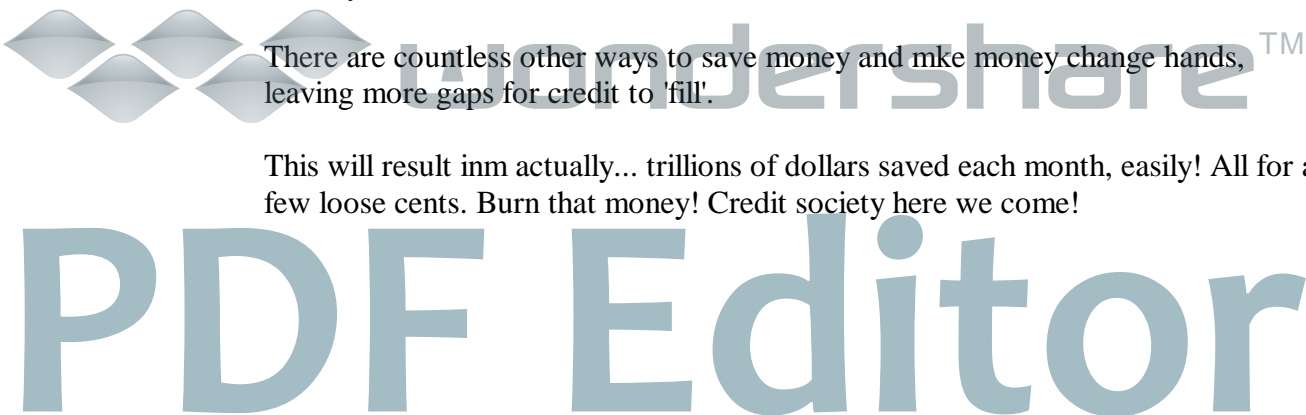 wondershare™
There are countless other ways to save money and mke money change hands,
leaving more gaps for credit to 'fill'.
This will result inm actually... trillions of dollars saved each month, easily! All for a
few loose cents. Burn that money! Credit society here we come!
PDF Editor